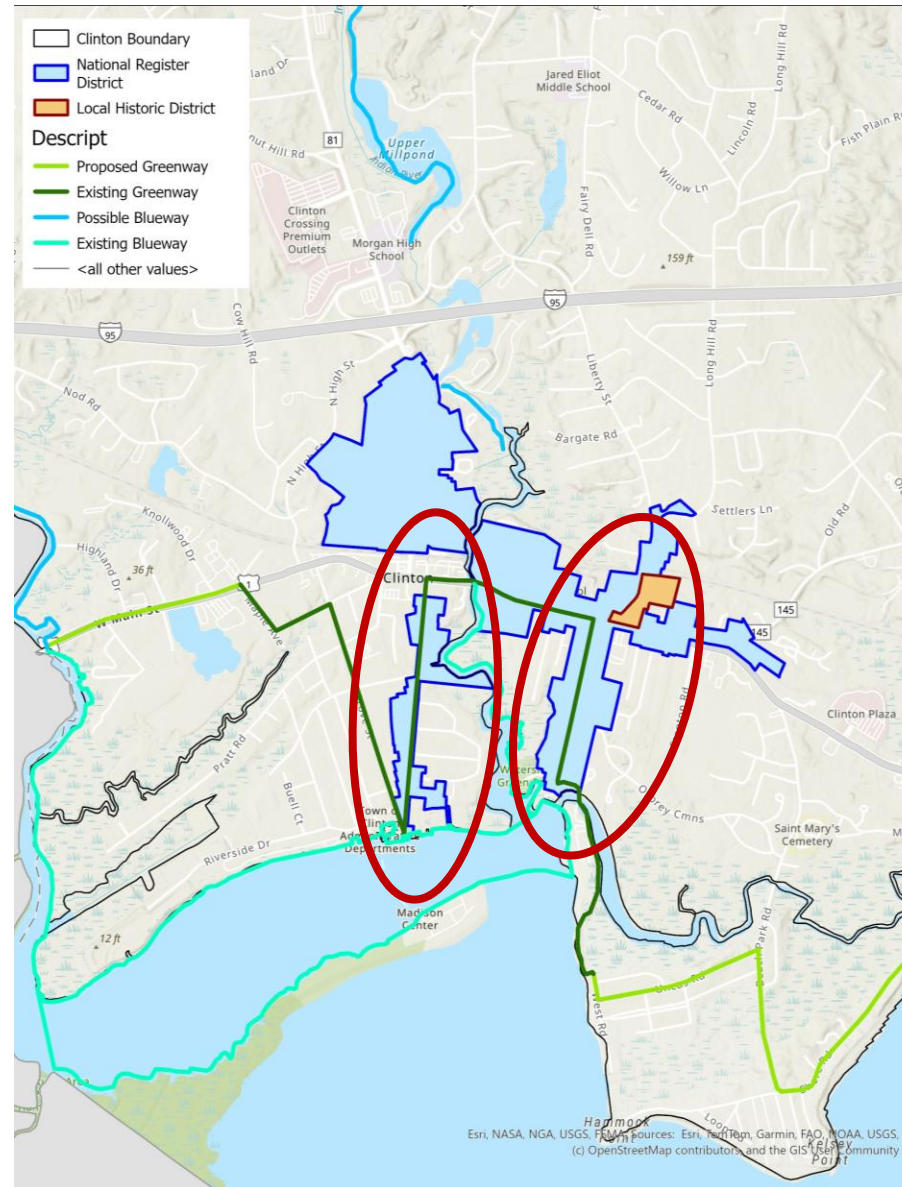 Clinton Boundary
National Register
District
Local Historic District
Descript
Proposed Greenway
Existing Greenway
Possible Blueway
Existing Blueway
<all other values>
Jared Eliot
Middle School
Long Hill Rd
Cedar Rd
Lincoln Rd
Fish Plain R
Willow Ln
81
Upper
Millpond
Indian River
Clinton
Crossing
Premium
Outlets
Morgan High
School
Fairy Dell Rd
159 ft
95
95
Cow Hill Rd
N High St
Long Hill Rd
Liberty St
Nod Rd
Bargate Rd
N High
Settlers Ln
Old Rd
Knollwood Dr
Highland Dr
36 ft
1
Clinton
W Main St
145
145
Clinton Plaza
Pratt Rd
Buell Ct
Riverside Dr
12 ft
Town
Clinton
Departments
Cmns
Saint Mary's
Cemetery
Madison
Center
Park Rd
West Rd
Hammock
Point
Kelsey
Point
Esri, NASA, NGA, USGS, FEMA, Sources: Esri, TomTom, Garmin, FAO, NOAA, USGS,
(c) OpenStreetMap contributors, and the GIS User Community